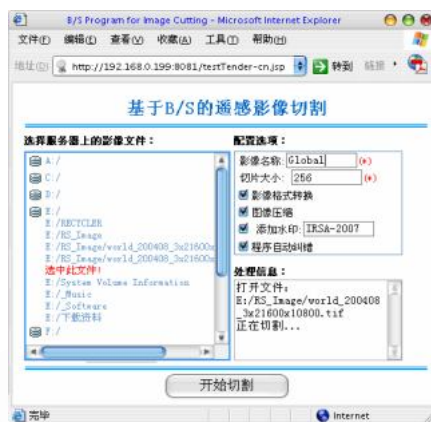 B/S Program for Image Cutting - Microsoft Internet Explorer
文件(F) 编辑(E) 查看(V) 收藏(A) 工具(T) 帮助(H)
地址(D) http://192.168.0.199:8081/testTender-cn.jsp 转到 链接
基于B/S的遥感影像切割
选择服务器上的影像文件：
A:/
C:/
D:/
E:/
E:/RECYCLER
E:/RS_Image
E:/RS_Image/world_200408_3x21600x
E:/RS_Image/world_200408_3x21600x
选中此文件!
E:/System Volume Information
E:/_Music
E:/_Software
E:/下载资料
F:/
配置选项：
影像名称: Global (*)
切片大小: 256 (*)
影像格式转换
图像压缩
添加水印: IRSA-2007
程序自动纠错
处理信息：
打开文件:
E:/RS_Image/world_200408
_3x21600x10800.tif
正在切割...
开始切割
完毕 Internet